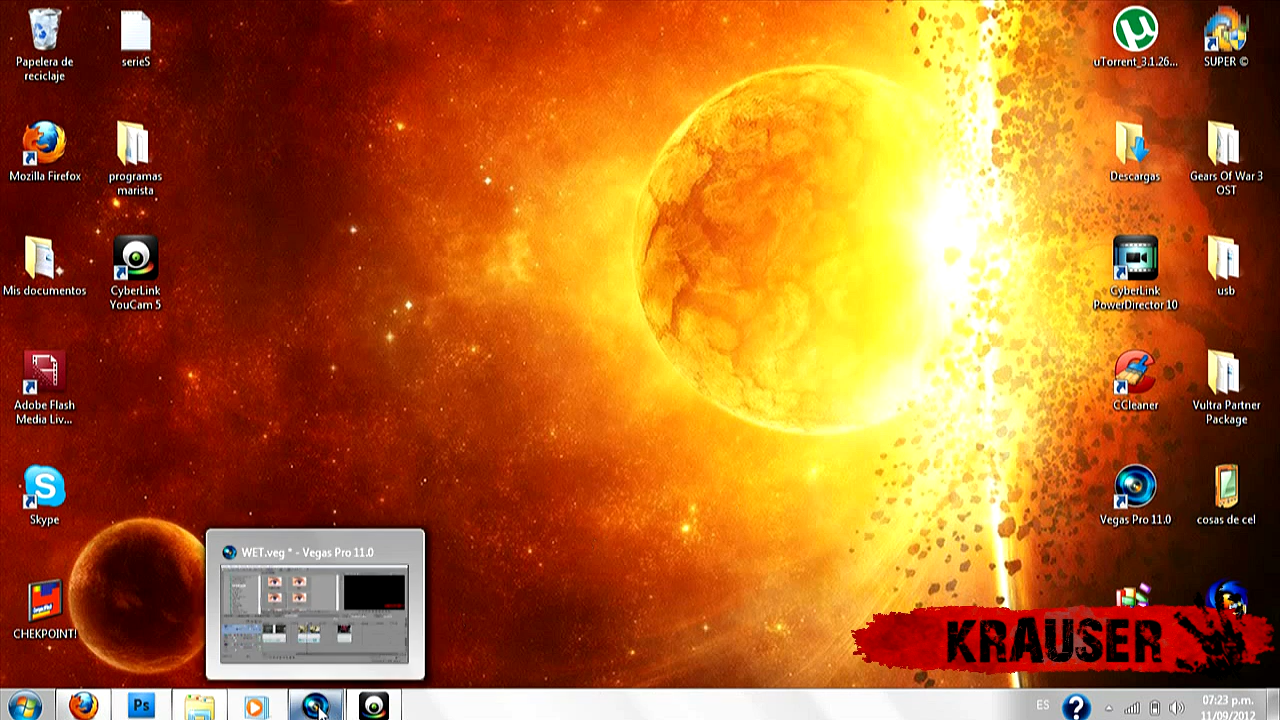 Papelera de
reciclaje
serieS
Mozilla Firefox
programas
marista
Mis documentos
CyberLink
YouCam 5
Adobe Flash
Media Liv...
Skype
CHEKPOINT!
uTorrent_3.1.26...
SUPER ©
Descargas
Gears Of War 3
OST
CyberLink
PowerDirector 10
usb
CCleaner
Vultra Partner
Package
Vegas Pro 11.0
cosas de cel
WET.veg * - Vegas Pro 11.0
KRAUSER
Ps
ES
07:23 p.m.
11/09/2012